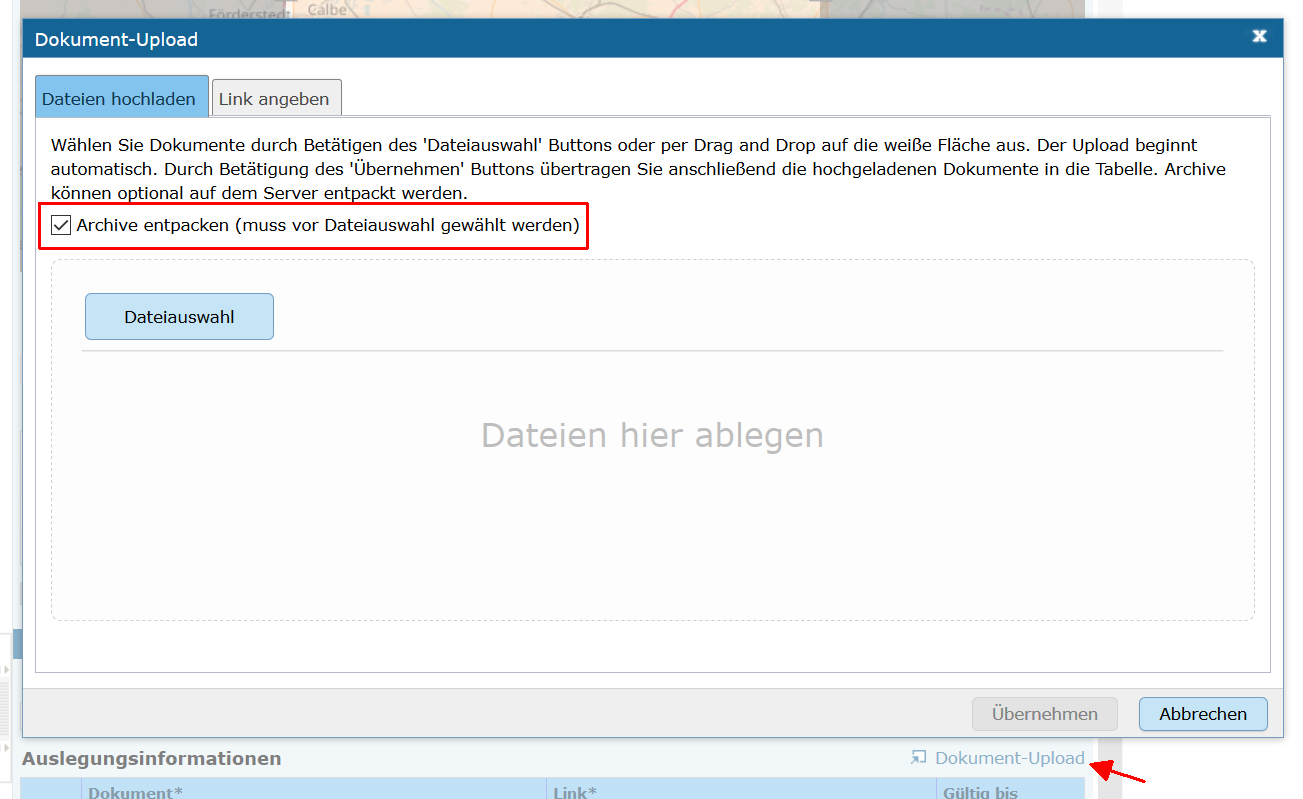 Förderstedt
Calbe
Dokument-Upload
x
Dateien hochladen
Link angeben
Wählen Sie Dokumente durch Betätigen des 'Dateiauswahl' Buttons oder per Drag and Drop auf die weiße Fläche aus. Der Upload beginnt
automatisch. Durch Betätigung des 'Übernehmen' Buttons übertragen Sie anschließend die hochgeladenen Dokumente in die Tabelle. Archive
können optional auf dem Server entpackt werden.
Archive entpacken (muss vor Dateiauswahl gewählt werden)
Dateiauswahl
Dateien hier ablegen
Übernehmen
Abbrechen
Auslegungsinformationen
Dokument-Upload
Dokument*
Link*
Gültig bis